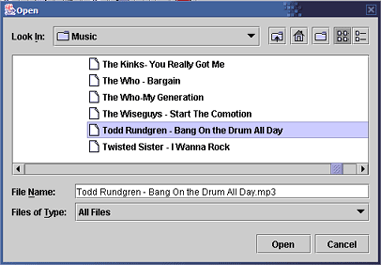 Open
Look In: Music
The Kinks- You Really Got Me
The Who - Bargain
The Who-My Generation
The Wiseguys - Start The Comotion
Todd Rundgren - Bang On the Drum All Day
Twisted Sister - I Wanna Rock
File Name: Todd Rundgren - Bang On the Drum All Day.mp3
Files of Type: All Files
Open Cancel